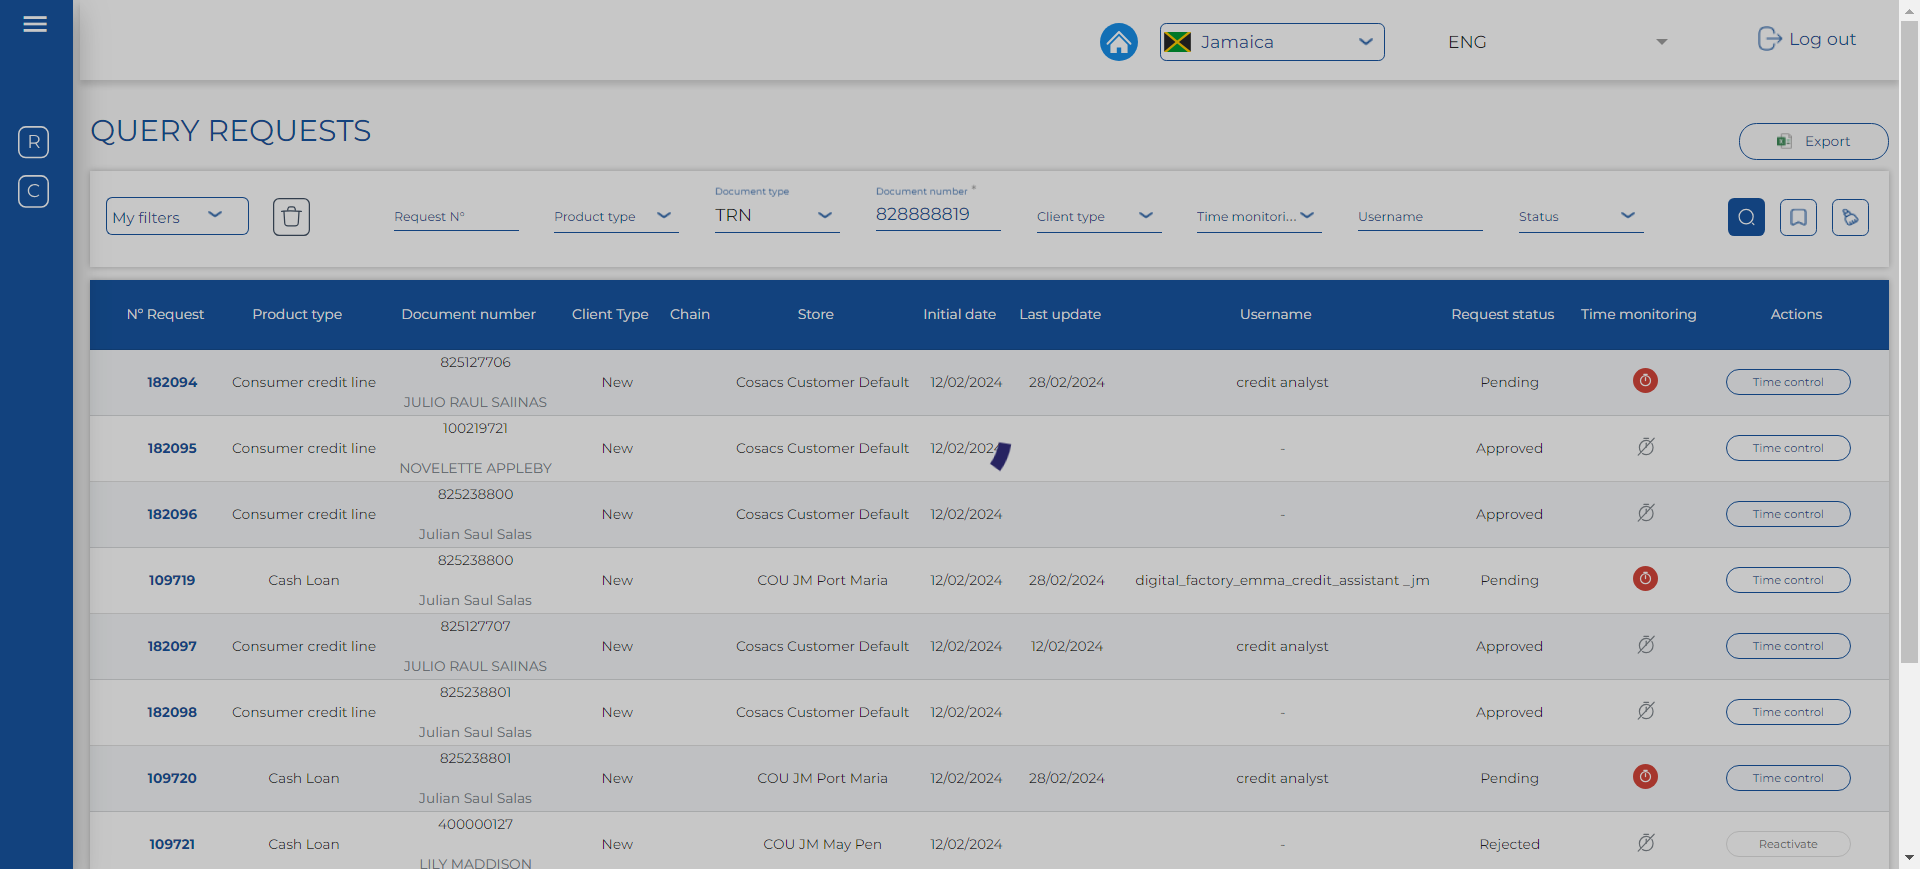 Jamaica
ENG
Log out
R
C
QUERY REQUESTS
Export
My filters
Request N°
Product type
Document type
TRN
Document number *
828888819
Client type
Time monitori...
Username
Status
Nº Request Product type Document number Client Type Chain Store Initial date Last update Username Request status Time monitoring Actions
825127706
182094 Consumer credit line New Cosacs Customer Default 12/02/2024 28/02/2024 credit analyst Pending Time control
JULIO RAUL SAIINAS
100219721
182095 Consumer credit line New Cosacs Customer Default 12/02/2024 - Approved Time control
NOVELETTE APPLEBY
825238800
182096 Consumer credit line New Cosacs Customer Default 12/02/2024 - Approved Time control
Julian Saul Salas
825238800
109719 Cash Loan New COU JM Port Maria 12/02/2024 28/02/2024 digital_factory_emma_credit_assistant _jm Pending Time control
Julian Saul Salas
825127707
182097 Consumer credit line New Cosacs Customer Default 12/02/2024 12/02/2024 credit analyst Approved Time control
JULIO RAUL SAIINAS
825238801
182098 Consumer credit line New Cosacs Customer Default 12/02/2024 - Approved Time control
Julian Saul Salas
825238801
109720 Cash Loan New COU JM Port Maria 12/02/2024 28/02/2024 credit analyst Pending Time control
Julian Saul Salas
400000127
109721 Cash Loan New COU JM May Pen 12/02/2024 - Rejected Reactivate
LILY MADDISON